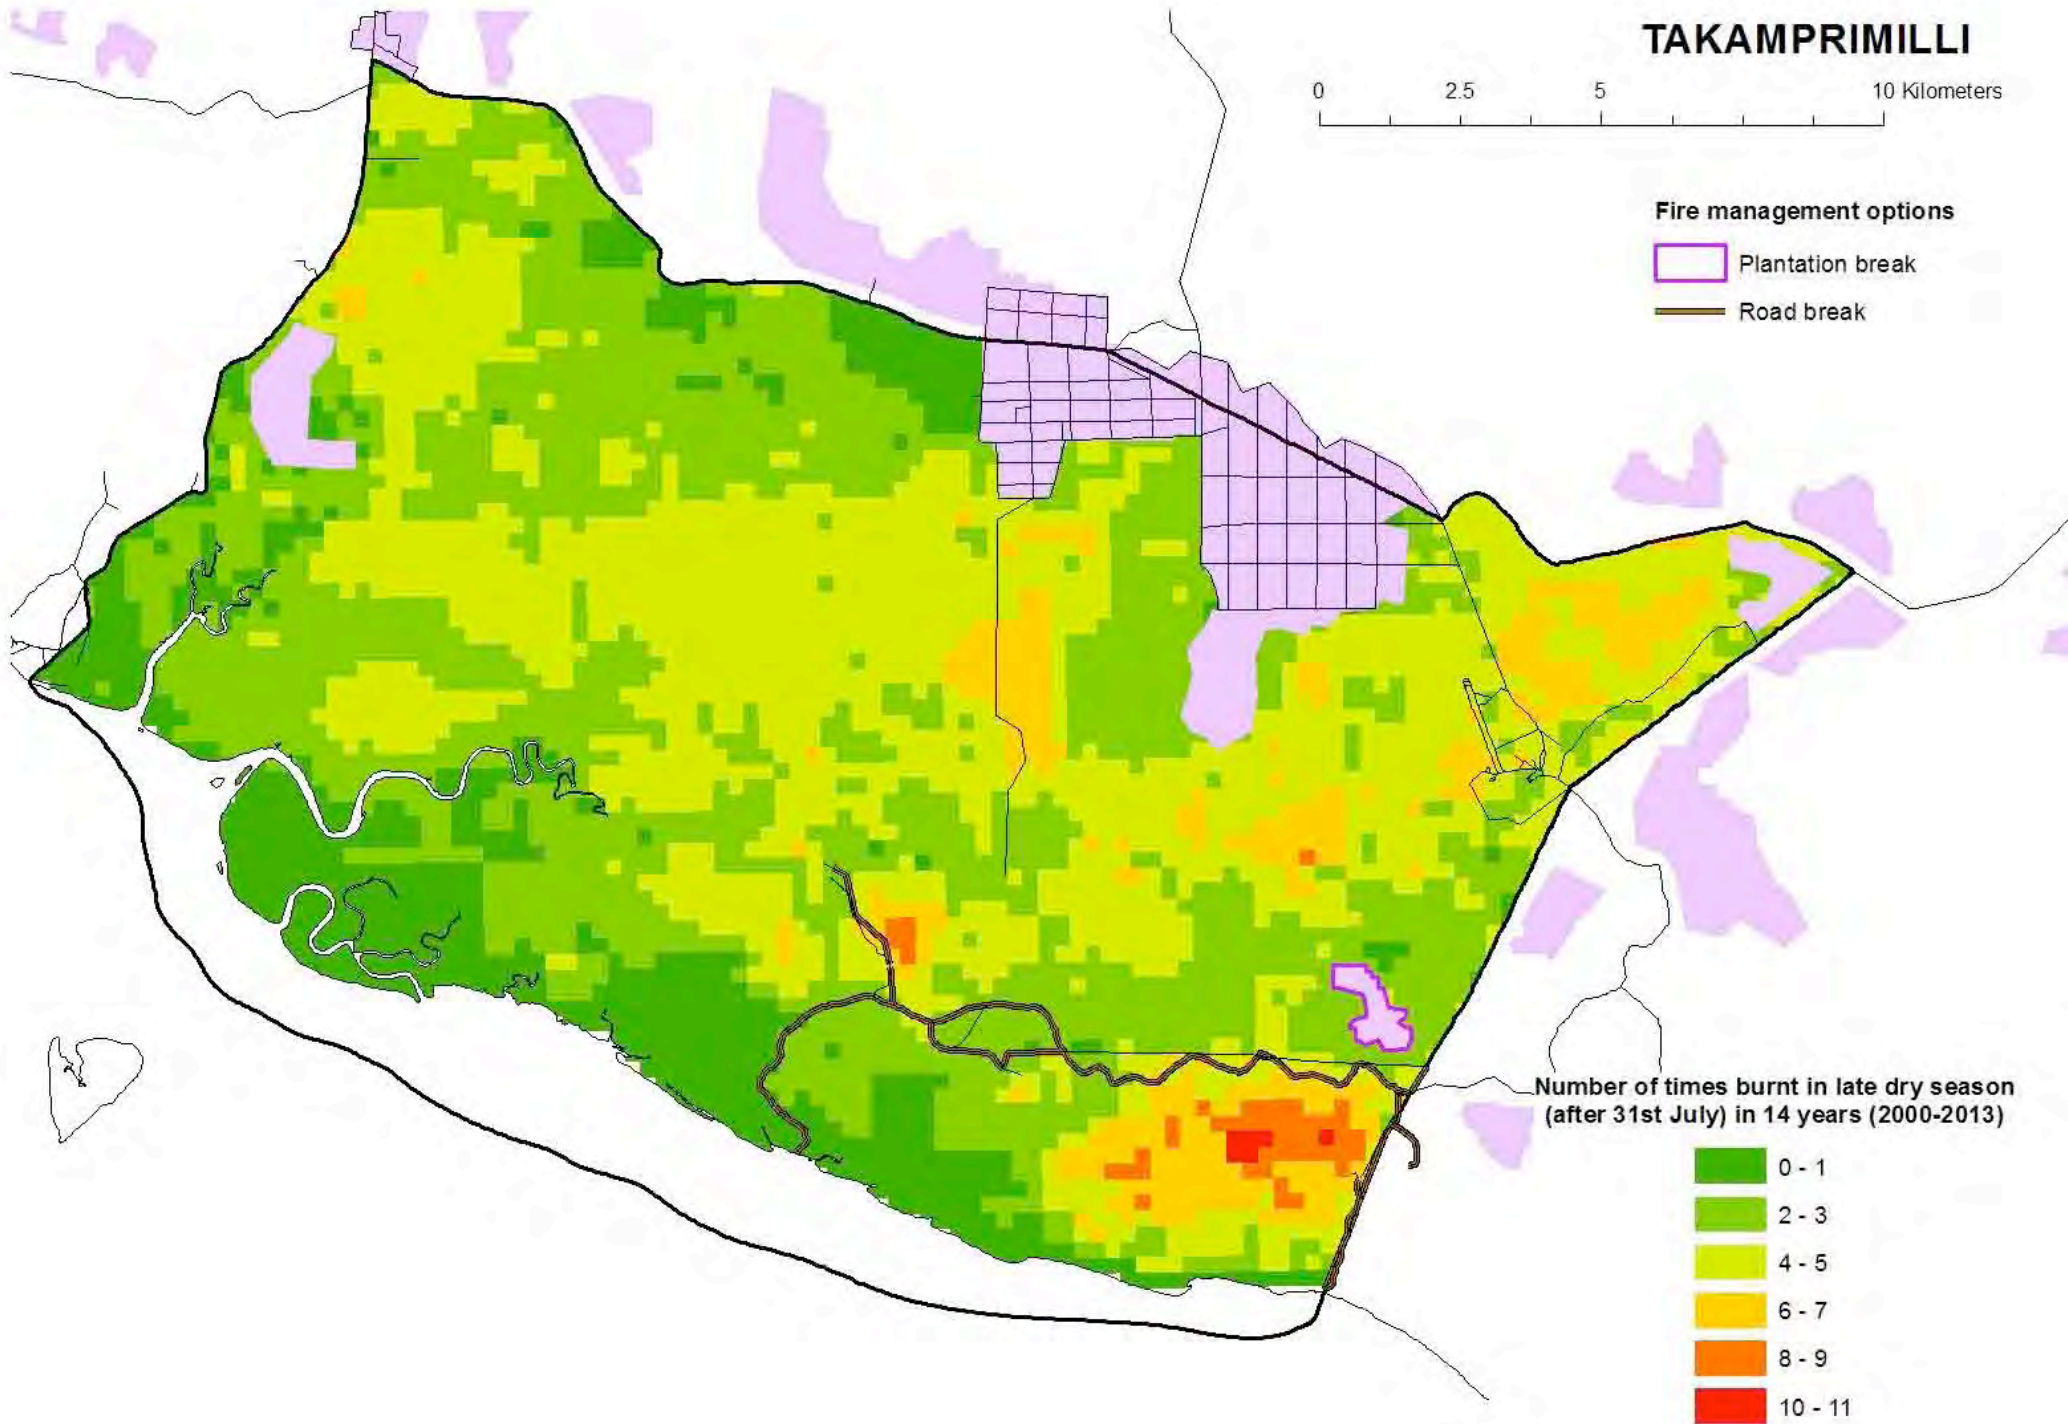 TAKAMPRIMILLI
0 2.5 5 10 Kilometers
Fire management options
Plantation break
Road break
Number of times burnt in late dry season
(after 31st July) in 14 years (2000-2013)
0 - 1
2 - 3
4 - 5
6 - 7
8 - 9
10 - 11